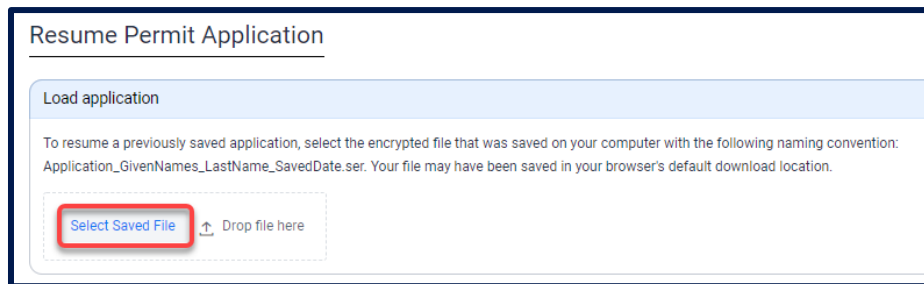 Resume Permit Application
Load application
To resume a previously saved application, select the encrypted file that was saved on your computer with the following naming convention:
Application_GivenNames_LastName_SavedDate.ser. Your file may have been saved in your browser's default download location.
Select Saved File Drop file here